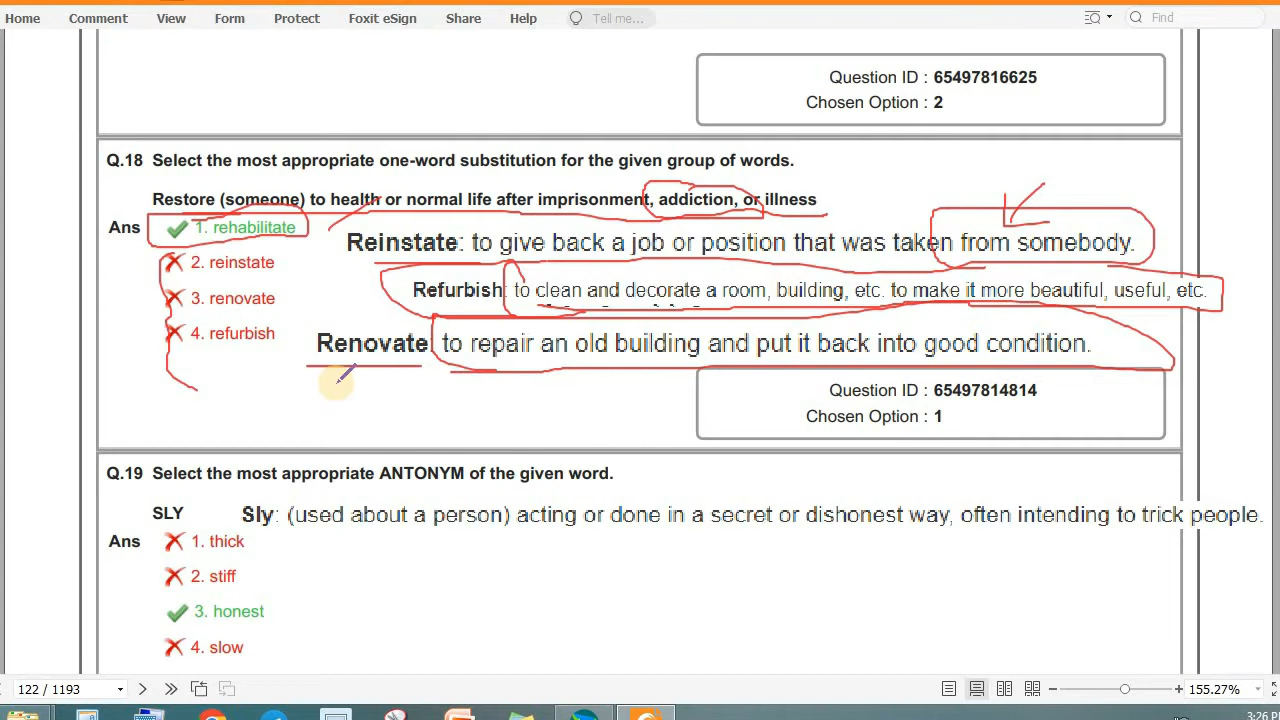 Home Comment View Form Protect Foxit eSign Share Help Tell me... Find
Question ID : 65497816625
Chosen Option : 2
Q.18 Select the most appropriate one-word substitution for the given group of words.
Restore (someone) to health or normal life after imprisonment, addiction, or illness
Ans 1. rehabilitate
Reinstate: to give back a job or position that was taken from somebody.
2. reinstate
Refurbish: to clean and decorate a room, building, etc. to make it more beautiful, useful, etc.
3. renovate
4. refurbish
Renovate: to repair an old building and put it back into good condition.
Question ID : 65497814814
Chosen Option : 1
Q.19 Select the most appropriate ANTONYM of the given word.
SLY Sly: (used about a person) acting or done in a secret or dishonest way, often intending to trick people.
Ans 1. thick
2. stiff
3. honest
4. slow
122 / 1193 155.27%